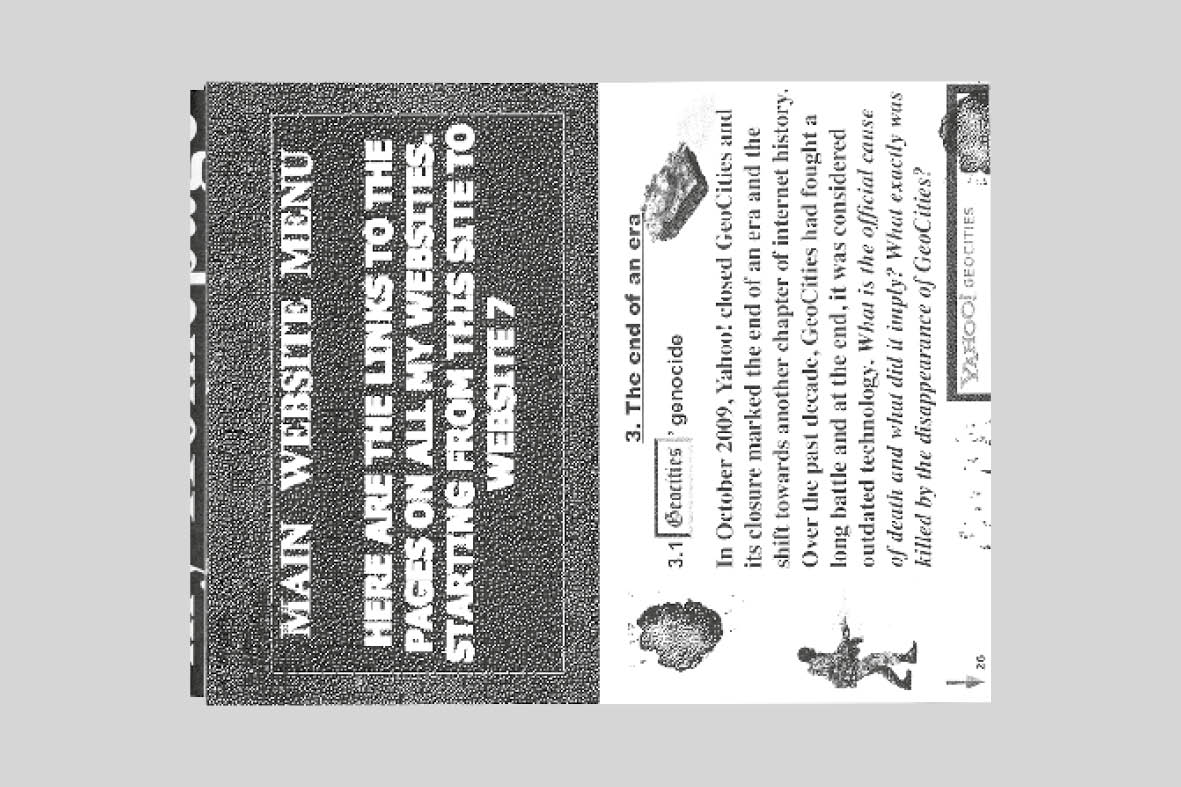 MAIN WEBSITE MENU
HERE ARE THE LINKS TO THE
PAGES ON ALL MY WEBSITES.
STARTING FROM THIS SITE TO
WEBSITE 7
3. The end of an era
3.1 Geocities' genocide
In October 2009, Yahoo! closed GeoCities and
its closure marked the end of an era and the
shift towards another chapter of internet history.
Over the past decade, GeoCities had fought a
long battle and at the end, it was considered
outdated technology. What is the official cause
of death and what did it imply? What exactly was
killed by the disappearance of GeoCities?
YAHOO! GEOCITIES
26